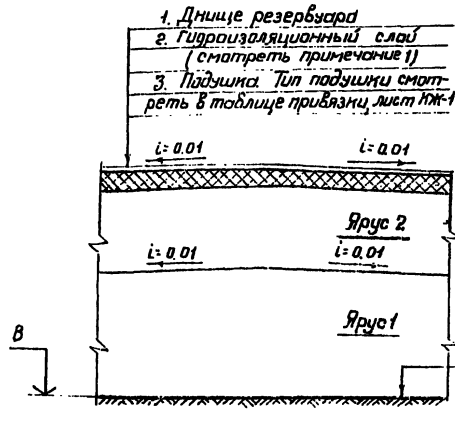 1. Днище резервуара
2. Гидроизоляционный слой
(смотреть примечание 1)
3. Подушка. Тип подушки смот-
реть в таблице привязки, лист КЖ-1
i=0.01 i=0.01
Ярус 2
i=0.01 i=0.01
Ярус 1
В